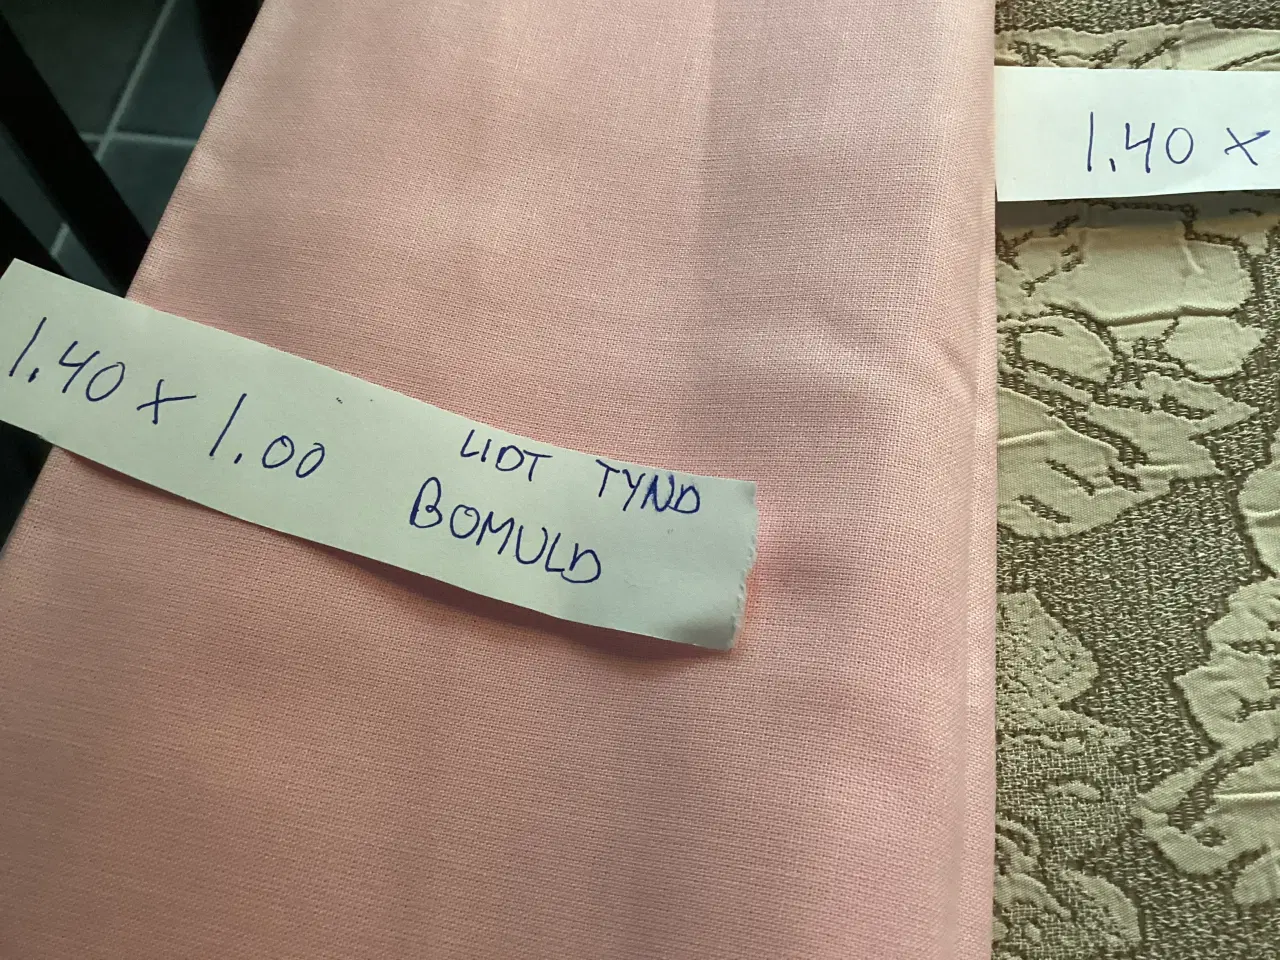 1.40 x 1.00
LIDT TYND
BOMULD
1.40 x